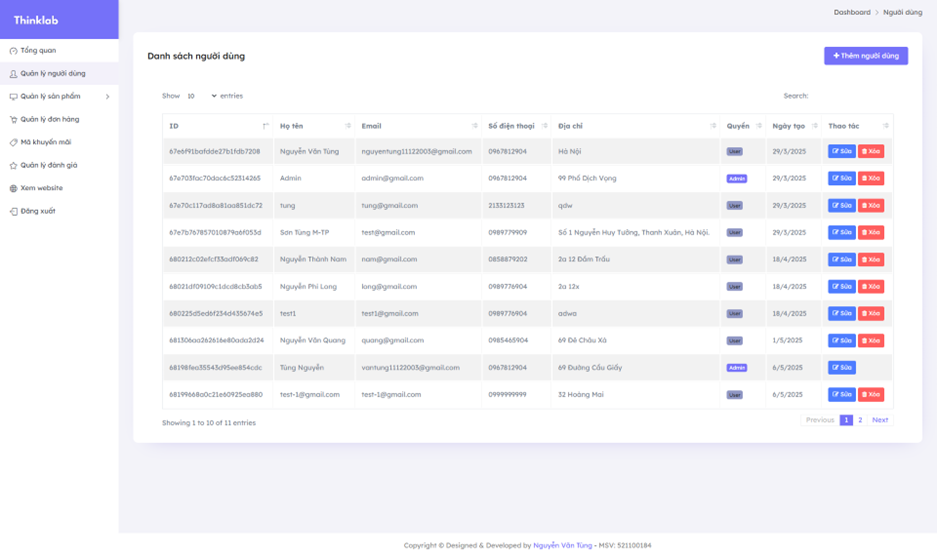 Thinklab
Dashboard > Người dùng
Tổng quan
Quản lý người dùng
Quản lý sản phẩm
Quản lý đơn hàng
Mã khuyến mãi
Quản lý đánh giá
Xem website
Đăng xuất
Danh sách người dùng
+ Thêm người dùng
Show 10 entries
Search:
ID Họ tên Email Số điện thoại Địa chỉ Quyền Ngày tạo Thao tác
67e6f91bafdde27b1fdb7208 Nguyễn Văn Tùng nguyentung11122003@gmail.com 0967812904 Hà Nội User 29/3/2025 Sửa Xóa
67e703fac70dac6c52314265 Admin admin@gmail.com 0967812904 99 Phố Dịch Vọng Admin 29/3/2025 Sửa Xóa
67e70c117ad8a81aa851dc72 tung tung@gmail.com 2133123123 qdw User 29/3/2025 Sửa Xóa
67e7b767857010879a6f053d Sơn Tùng M-TP test@gmail.com 0989779909 Số 1 Nguyễn Huy Tưởng, Thanh Xuân, Hà Nội. User 29/3/2025 Sửa Xóa
680212c02efcf33adf069c82 Nguyễn Thành Nam nam@gmail.com 0858879202 2a 12 Đầm Trấu User 18/4/2025 Sửa Xóa
68021df09109c1dcd8cb3ab5 Nguyễn Phi Long long@gmail.com 0989776904 2a 12x User 18/4/2025 Sửa Xóa
680225d5ed6f234d435674e5 test1 test1@gmail.com 0989776904 adwa User 18/4/2025 Sửa Xóa
681306aa262616e80ada2d24 Nguyễn Văn Quang quang@gmail.com 0985465904 69 Đê Châu Xá User 1/5/2025 Sửa Xóa
68198fea35543d95ee854cdc Tùng Nguyễn vantung11122003@gmail.com 0967812904 69 Đường Cầu Giấy Admin 6/5/2025 Sửa
68199668a0c21e60925ea880 test-1@gmail.com test-1@gmail.com 0999999999 32 Hoàng Mai User 6/5/2025 Sửa Xóa
Showing 1 to 10 of 11 entries
Previous 1 2 Next
Copyright © Designed & Developed by Nguyễn Văn Tùng - MSV: 521100184